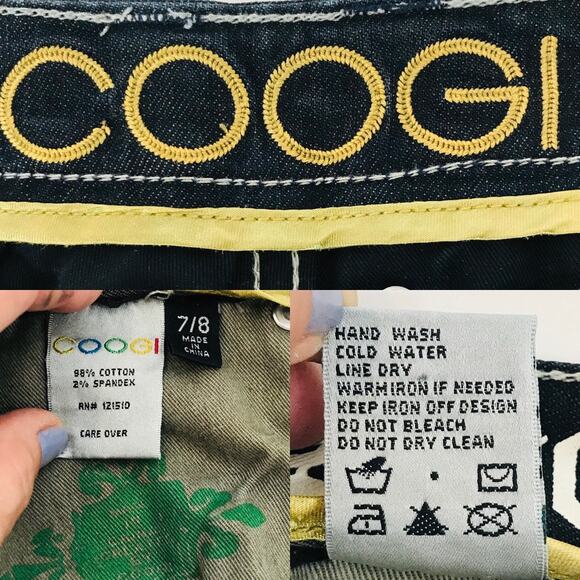 COOGI
COOGI
98% COTTON
2% SPANDEX
RN# 121510
CARE OVER
7/8
MADE IN
CHINA
HAND WASH
COLD WATER
LINE DRY
WARM IRON IF NEEDED
KEEP IRON OFF DESIGN
DO NOT BLEACH
DO NOT DRY CLEAN